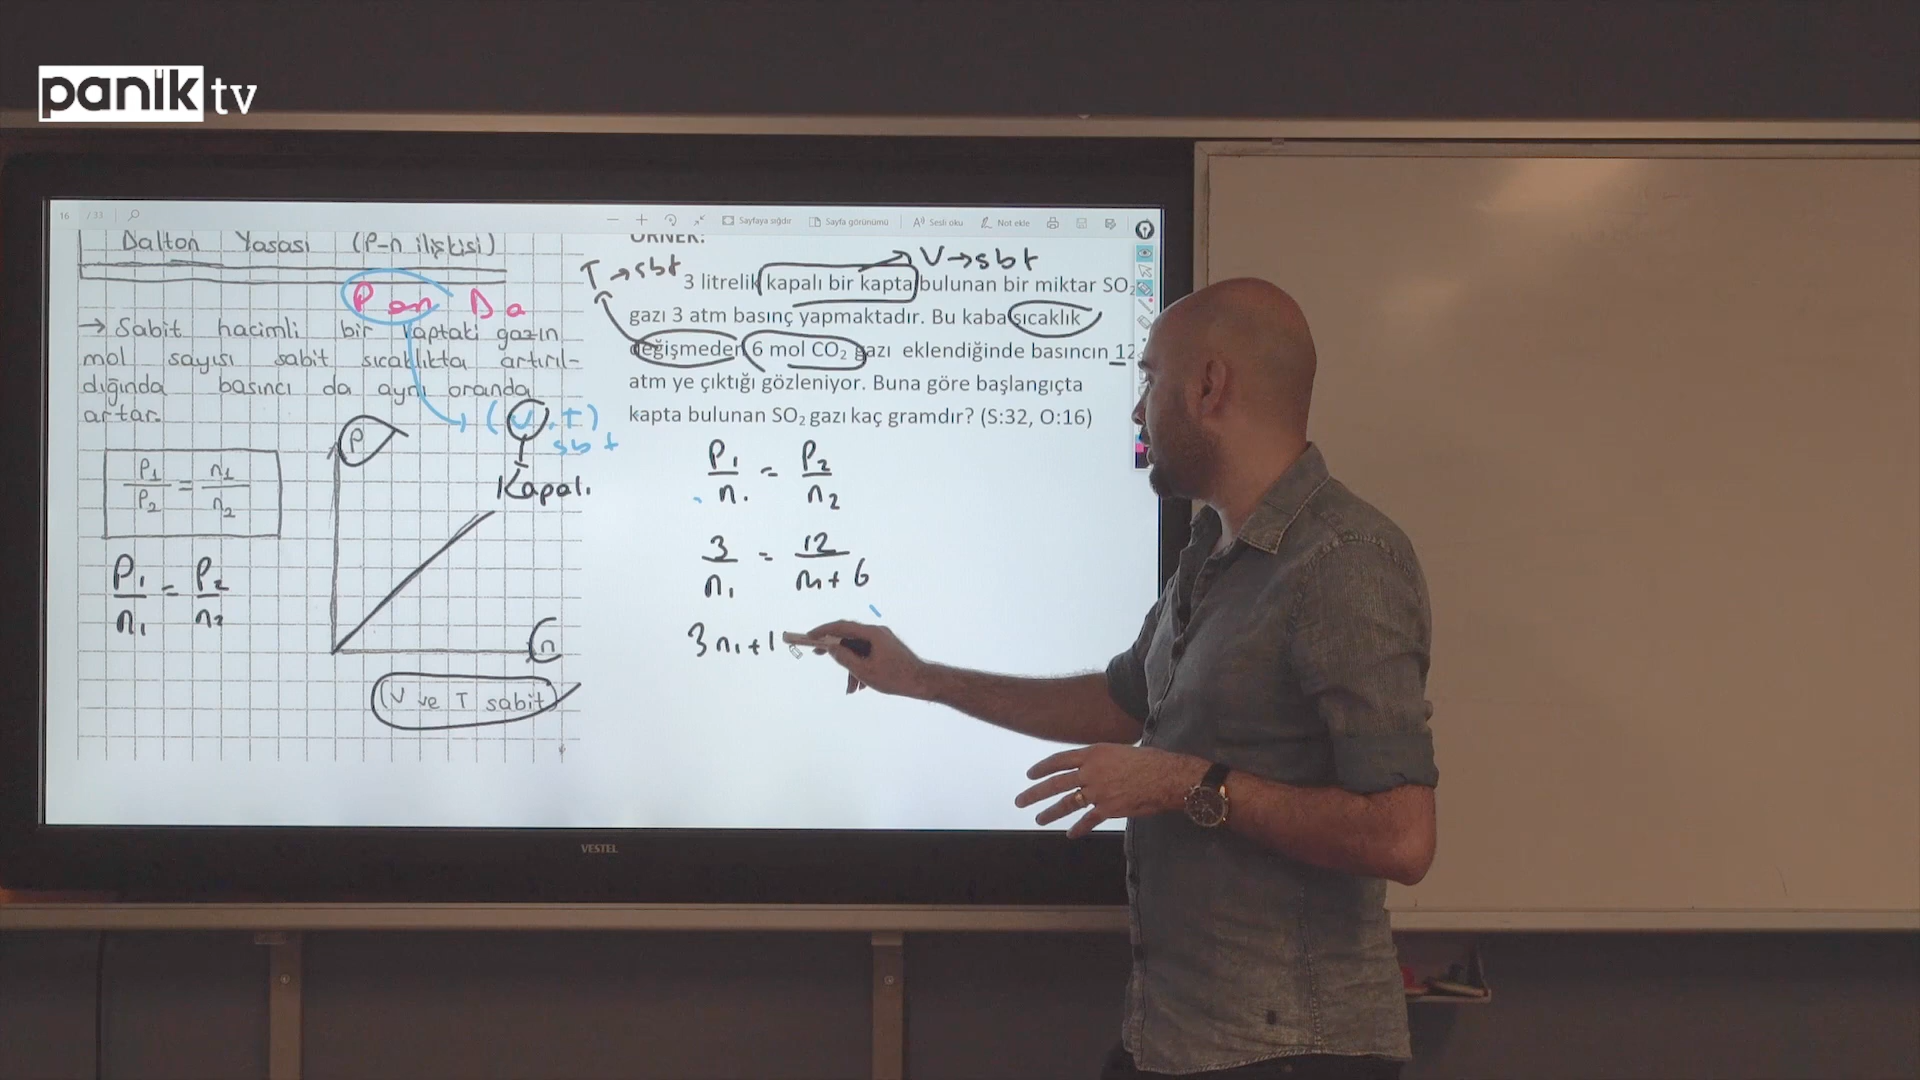 panik tv
16 / 33
Sayfaya sığdır
Sayfa görünümü
Sesli oku
Not ekle
Dalton Yasası (P-n ilişkisi)
P on Da
→ Sabit hacimli bir kaptaki gazın
mol sayısı sabit sıcaklıkta artırıl-
dığında basıncı da aynı oranda
artar.
(V, T)
sbt
Kapalı
P1/P2 = n1/n2
P1/n1 = P2/n2
P
n
(V ve T sabit)
ÖRNEK:
T → sbt
V → sbt
3 litrelik kapalı bir kapta bulunan bir miktar SO2
gazı 3 atm basınç yapmaktadır. Bu kaba sıcaklık
değişmeden 6 mol CO2 gazı eklendiğinde basıncın 12
atm ye çıktığı gözleniyor. Buna göre başlangıçta
kapta bulunan SO2 gazı kaç gramdır? (S:32, O:16)
P1/n1 = P2/n2
3/n1 = 12/n1+6
3n1+1
VESTEL